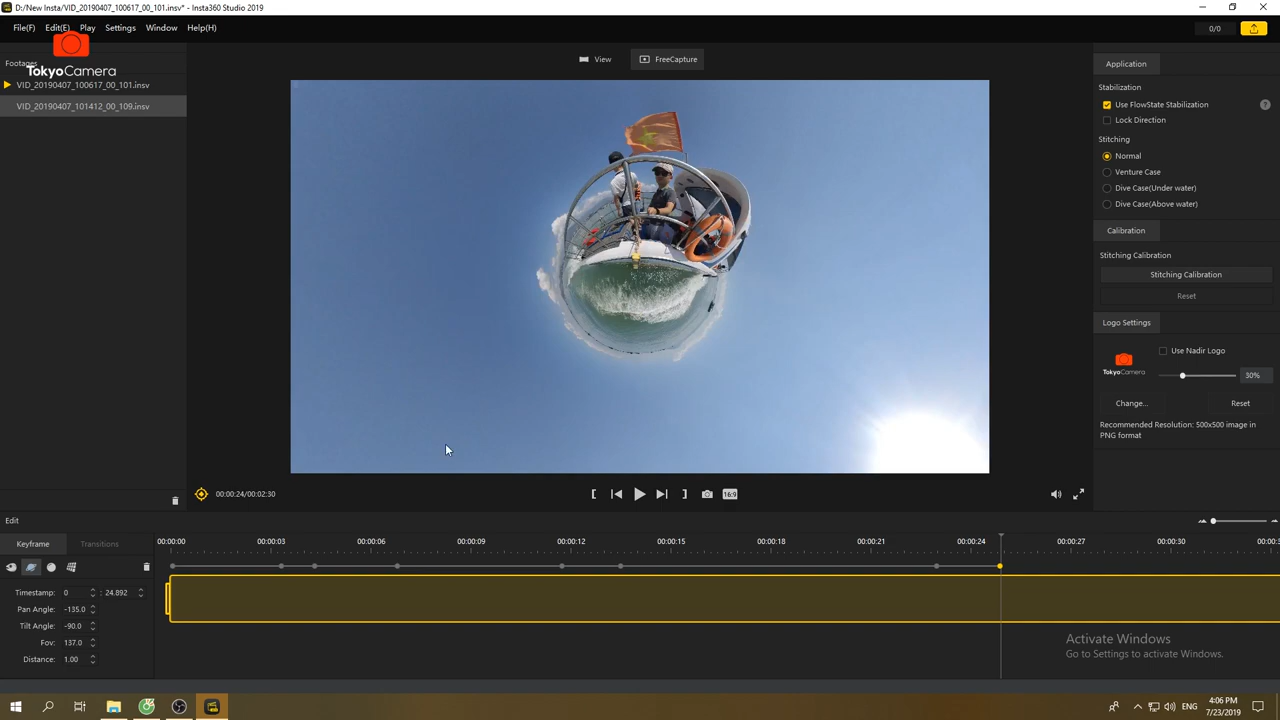 D:/New Insta/VID_20190407_100617_00_101.insv* - Insta360 Studio 2019
File(F) Edit(E) Play Settings Window Help(H)
0/0
Footages
TokyoCamera
VID_20190407_100617_00_101.insv
VID_20190407_101412_00_109.insv
View FreeCapture
Application
Stabilization
Use FlowState Stabilization ?
Lock Direction
Stitching
Normal
Venture Case
Dive Case(Under water)
Dive Case(Above water)
Calibration
Stitching Calibration
Stitching Calibration
Reset
Logo Settings
Use Nadir Logo
TokyoCamera
30%
Change... Reset
Recommended Resolution: 500x500 image in
PNG format
00:00:24/00:02:30
16:9
Edit
Keyframe Transitions
00:00:00 00:00:03 00:00:06 00:00:09 00:00:12 00:00:15 00:00:18 00:00:21 00:00:24 00:00:27 00:00:30
Timestamp: 0 : 24.892
Pan Angle: -135.0
Tilt Angle: -90.0
Fov: 137.0
Distance: 1.00
Activate Windows
Go to Settings to activate Windows.
ENG
4:06 PM
7/23/2019